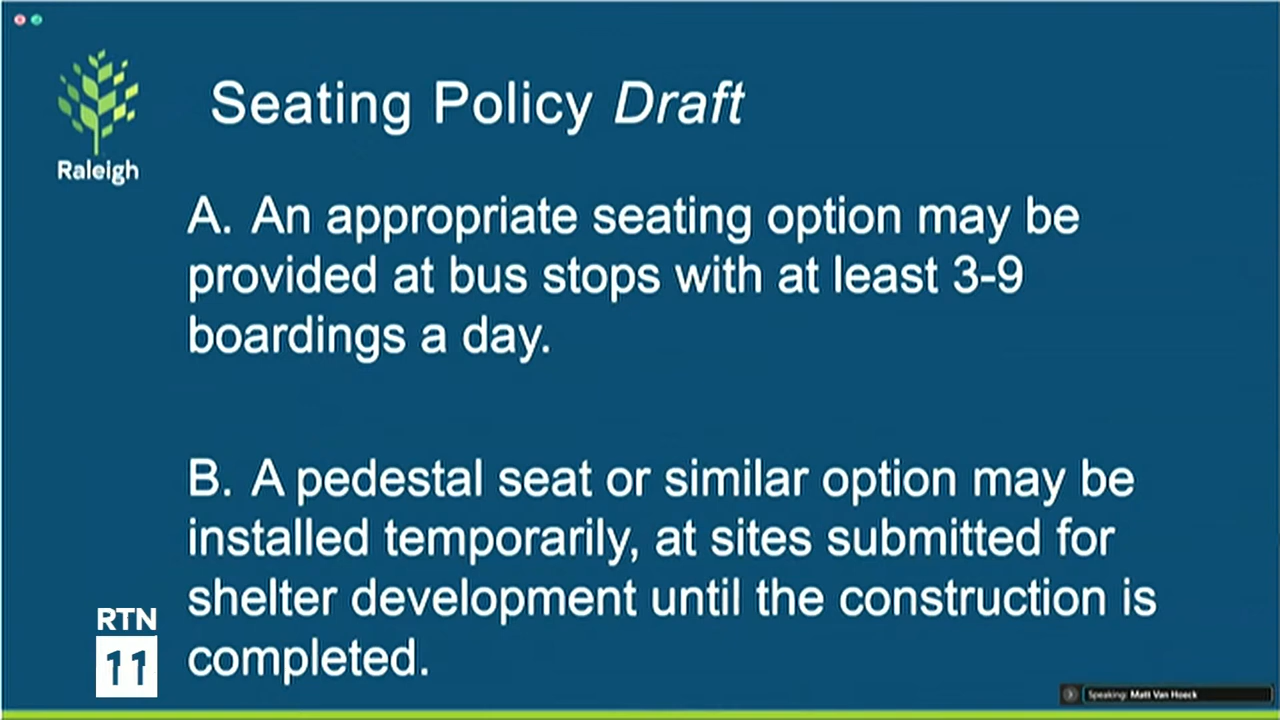 Seating Policy Draft
Raleigh
A. An appropriate seating option may be
provided at bus stops with at least 3-9
boardings a day.
B. A pedestal seat or similar option may be
installed temporarily, at sites submitted for
shelter development until the construction is
completed.
RTN
11
Speaking: Matt Van Hoeck